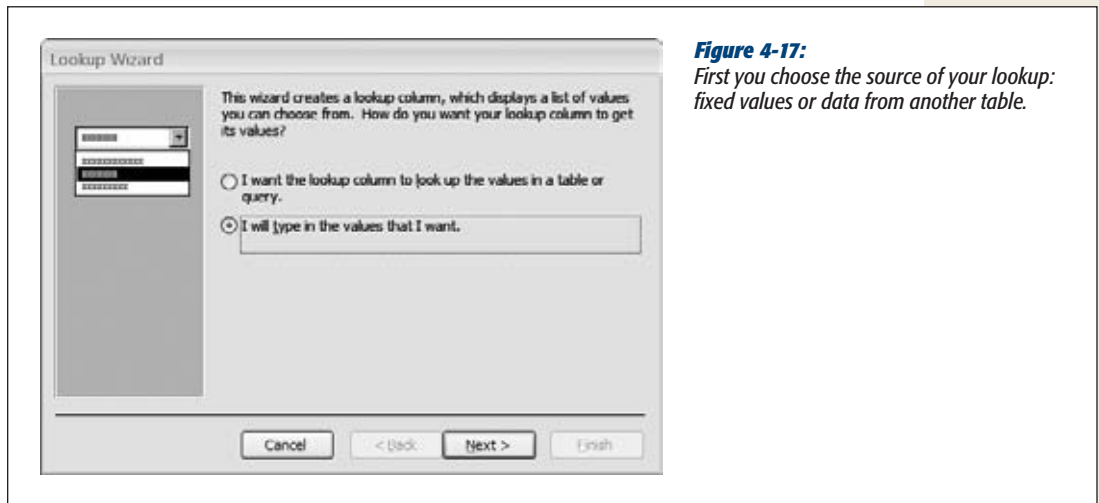 Lookup Wizard
This wizard creates a lookup column, which displays a list of values
you can choose from. How do you want your lookup column to get
its values?
I want the lookup column to look up the values in a table or
query.
I will type in the values that I want.
Cancel
< Back
Next >
Finish
Figure 4-17:
First you choose the source of your lookup:
fixed values or data from another table.